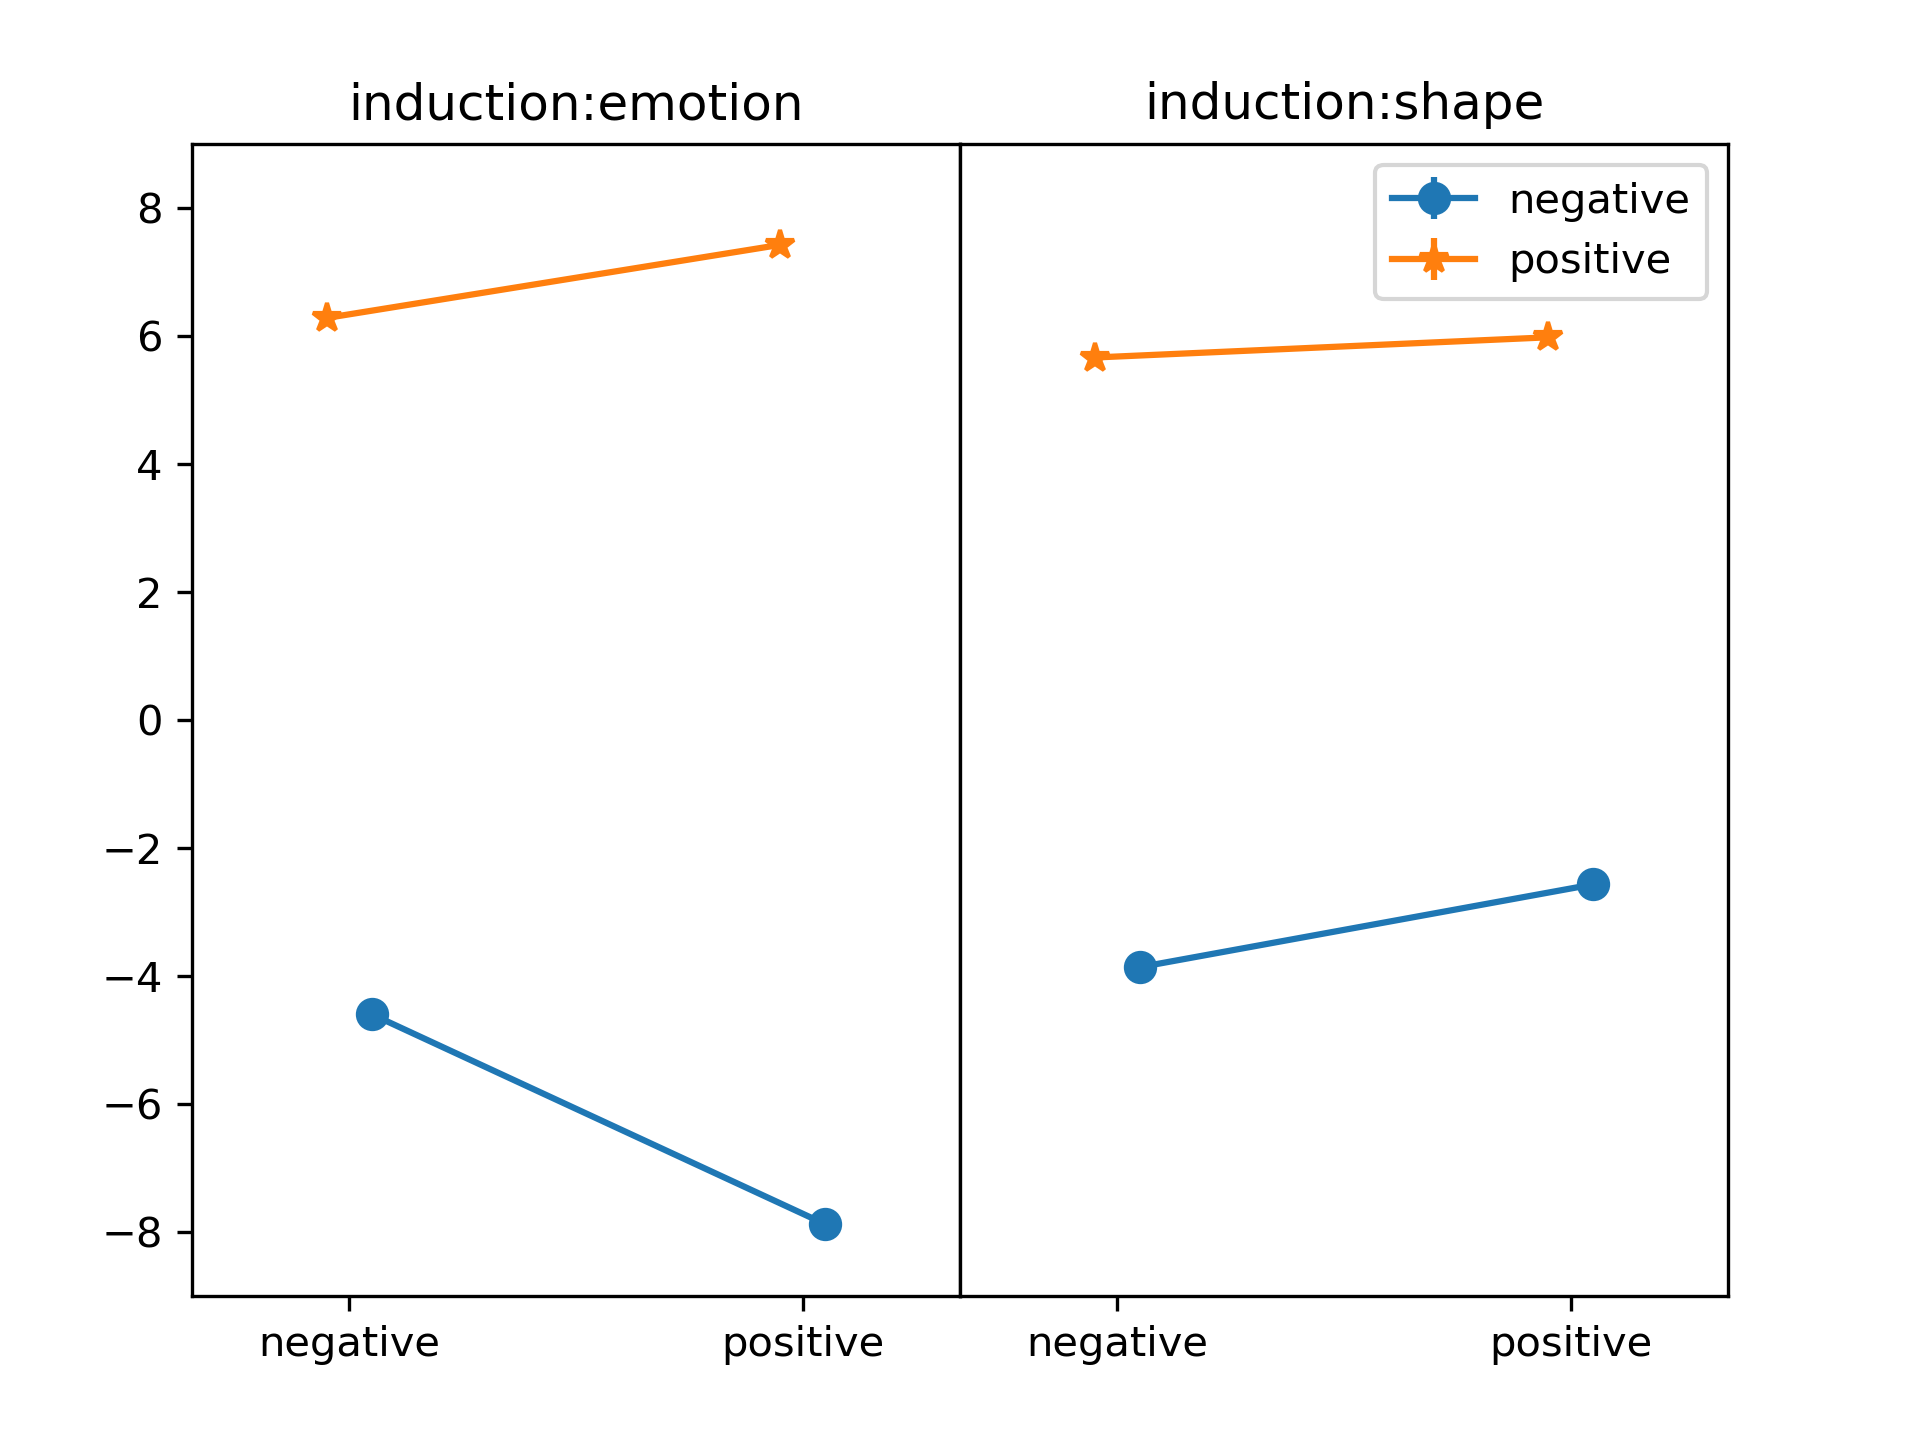 induction:emotion
induction:shape
negative
positive
8
6
4
2
0
−2
−4
−6
−8
negative
positive
negative
positive